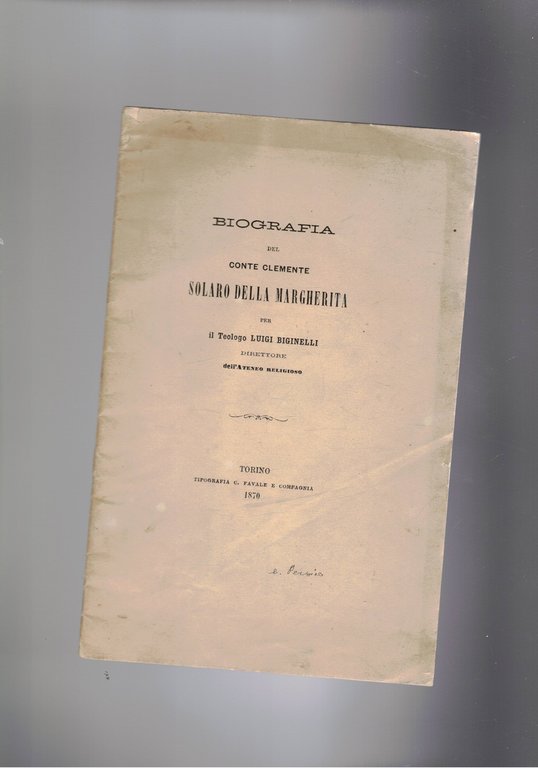 BIOGRAFIA
DEL
CONTE CLEMENTE
SOLARO DELLA MARGHERITA
PER
il Teologo LUIGI BIGINELLI
DIRETTORE
dell'ATENEO RELIGIOSO
TORINO
TIPOGRAFIA C. FAVALE E COMPAGNIA
1870